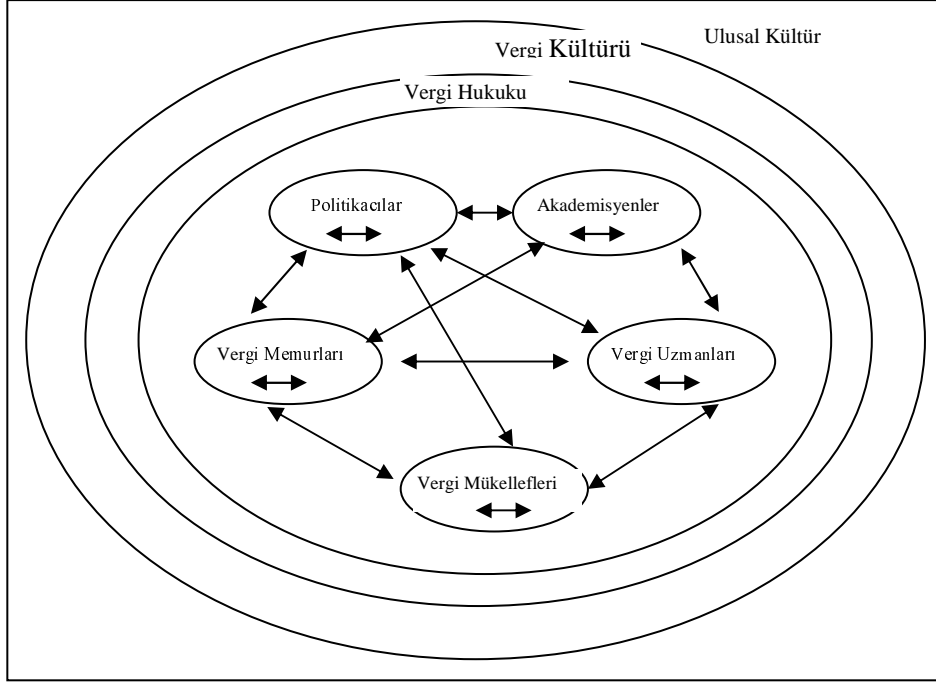 Ulusal Kültür
Vergi Kültürü
Vergi Hukuku
Politikacılar
Akademisyenler
Vergi Memurları
Vergi Uzmanları
Vergi Mükellefleri